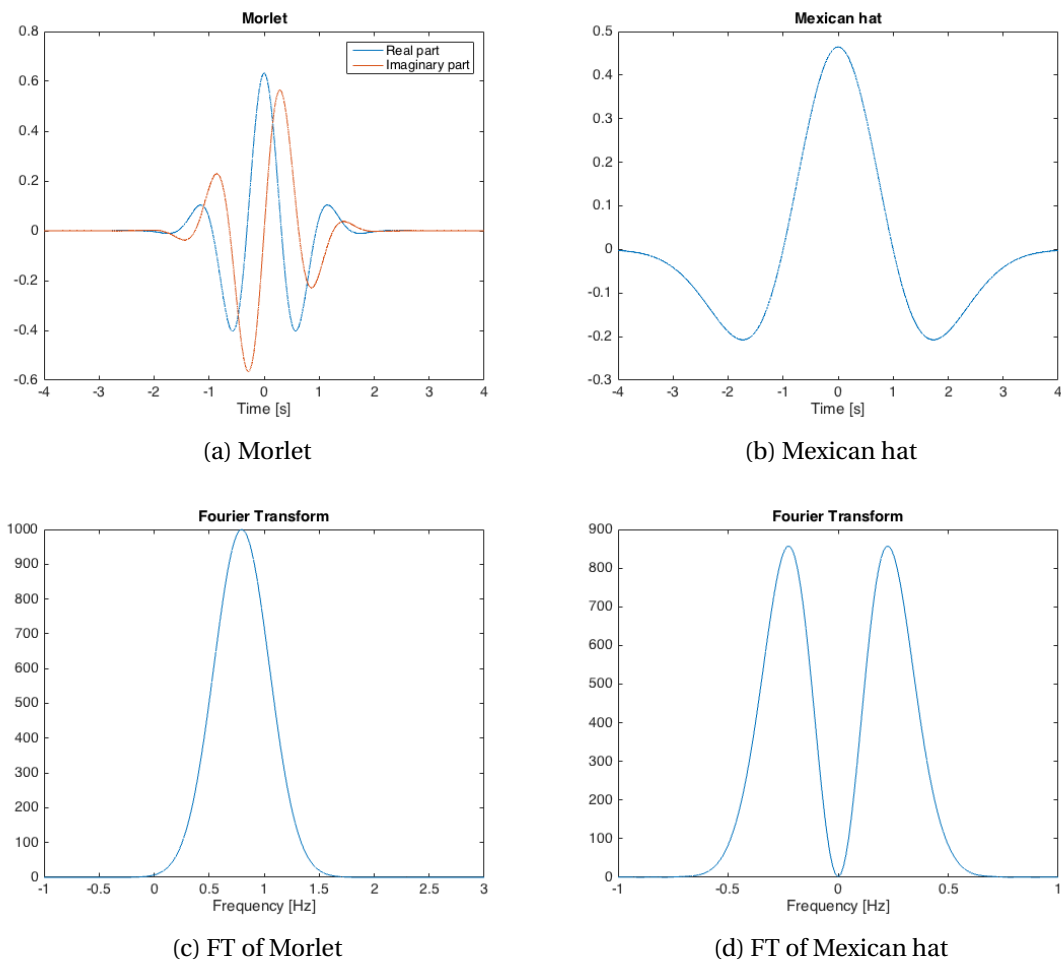 Morlet
0.8
0.6
0.4
0.2
0
-0.2
-0.4
-0.6
Real part
Imaginary part
-4 -3 -2 -1 0 1 2 3 4
Time [s]
(a) Morlet
Mexican hat
0.5
0.4
0.3
0.2
0.1
0
-0.1
-0.2
-0.3
-4 -3 -2 -1 0 1 2 3 4
Time [s]
(b) Mexican hat
Fourier Transform
1000
900
800
700
600
500
400
300
200
100
0
-1 -0.5 0 0.5 1 1.5 2 2.5 3
Frequency [Hz]
(c) FT of Morlet
Fourier Transform
900
800
700
600
500
400
300
200
100
0
-1 -0.5 0 0.5 1
Frequency [Hz]
(d) FT of Mexican hat